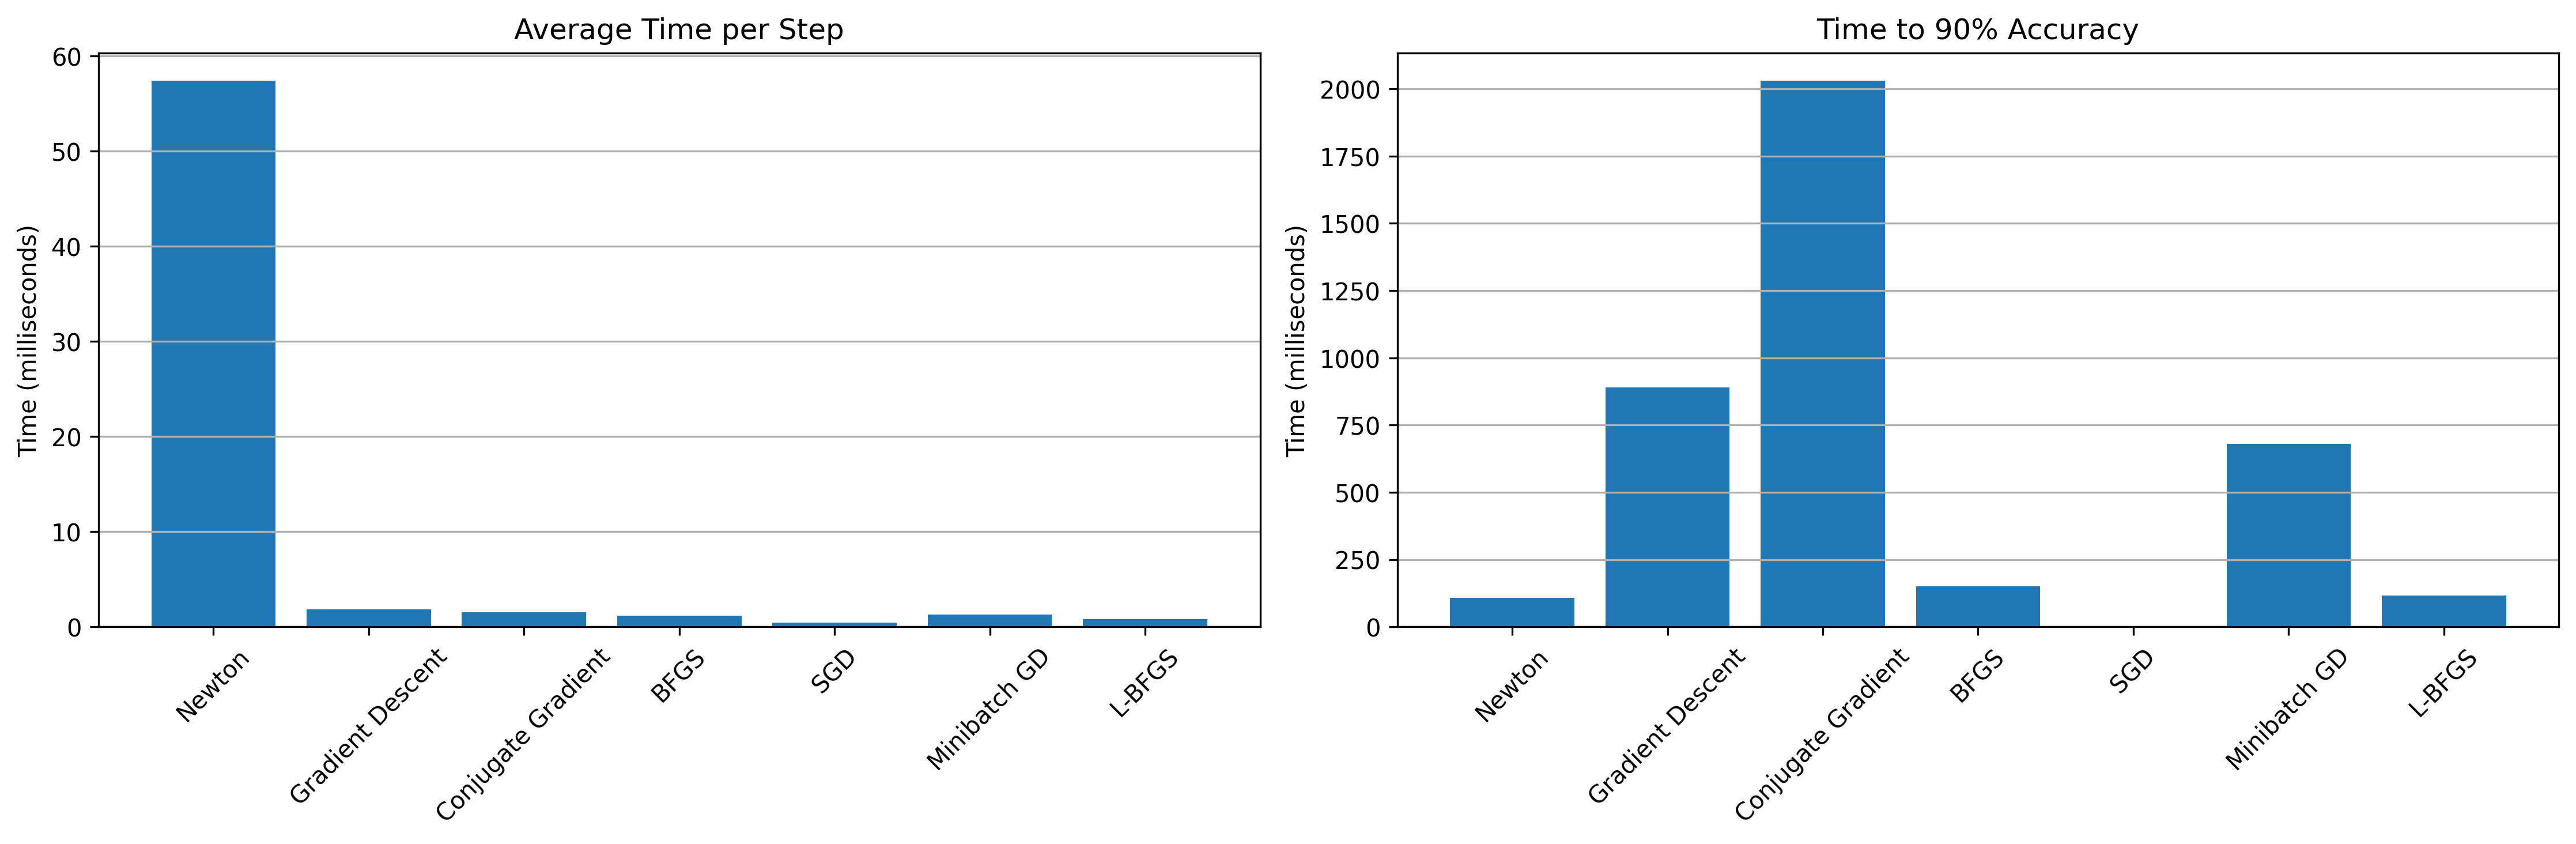 Average Time per Step
Time (milliseconds)
60
50
40
30
20
10
0
Newton
Gradient Descent
Conjugate Gradient
BFGS
SGD
Minibatch GD
L-BFGS
Time to 90% Accuracy
Time (milliseconds)
2000
1750
1500
1250
1000
750
500
250
0
Newton
Gradient Descent
Conjugate Gradient
BFGS
SGD
Minibatch GD
L-BFGS